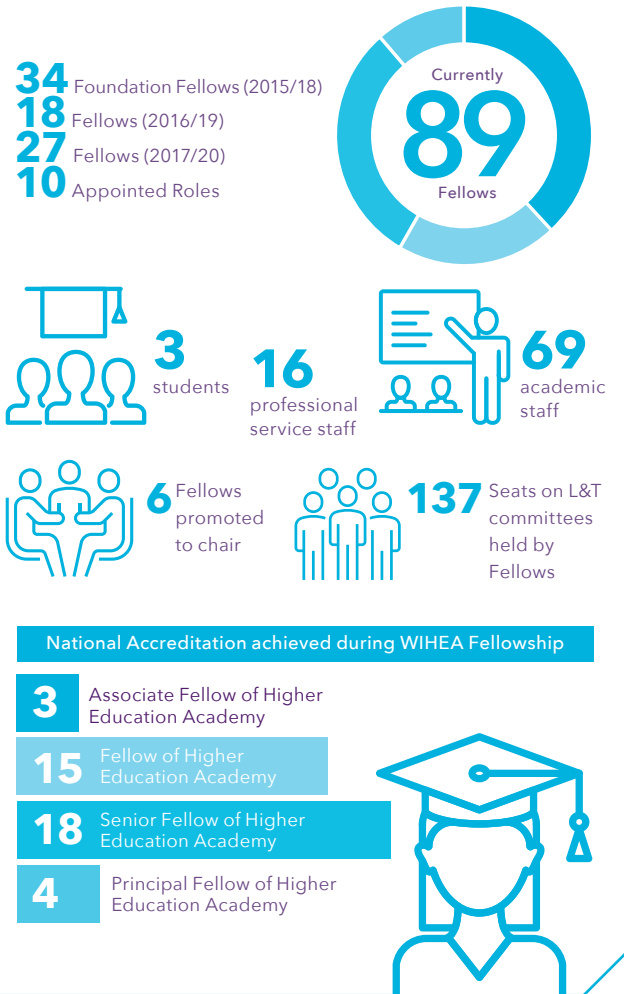 34 Foundation Fellows (2015/18)
18 Fellows (2016/19)
27 Fellows (2017/20)
10 Appointed Roles
Currently
89
Fellows
3
students
16
professional
service staff
69
academic
staff
6 Fellows
promoted
to chair
137 Seats on L&T
committees
held by
Fellows
National Accreditation achieved during WIHEA Fellowship
3 Associate Fellow of Higher
Education Academy
15 Fellow of Higher
Education Academy
18 Senior Fellow of Higher
Education Academy
4 Principal Fellow of Higher
Education Academy